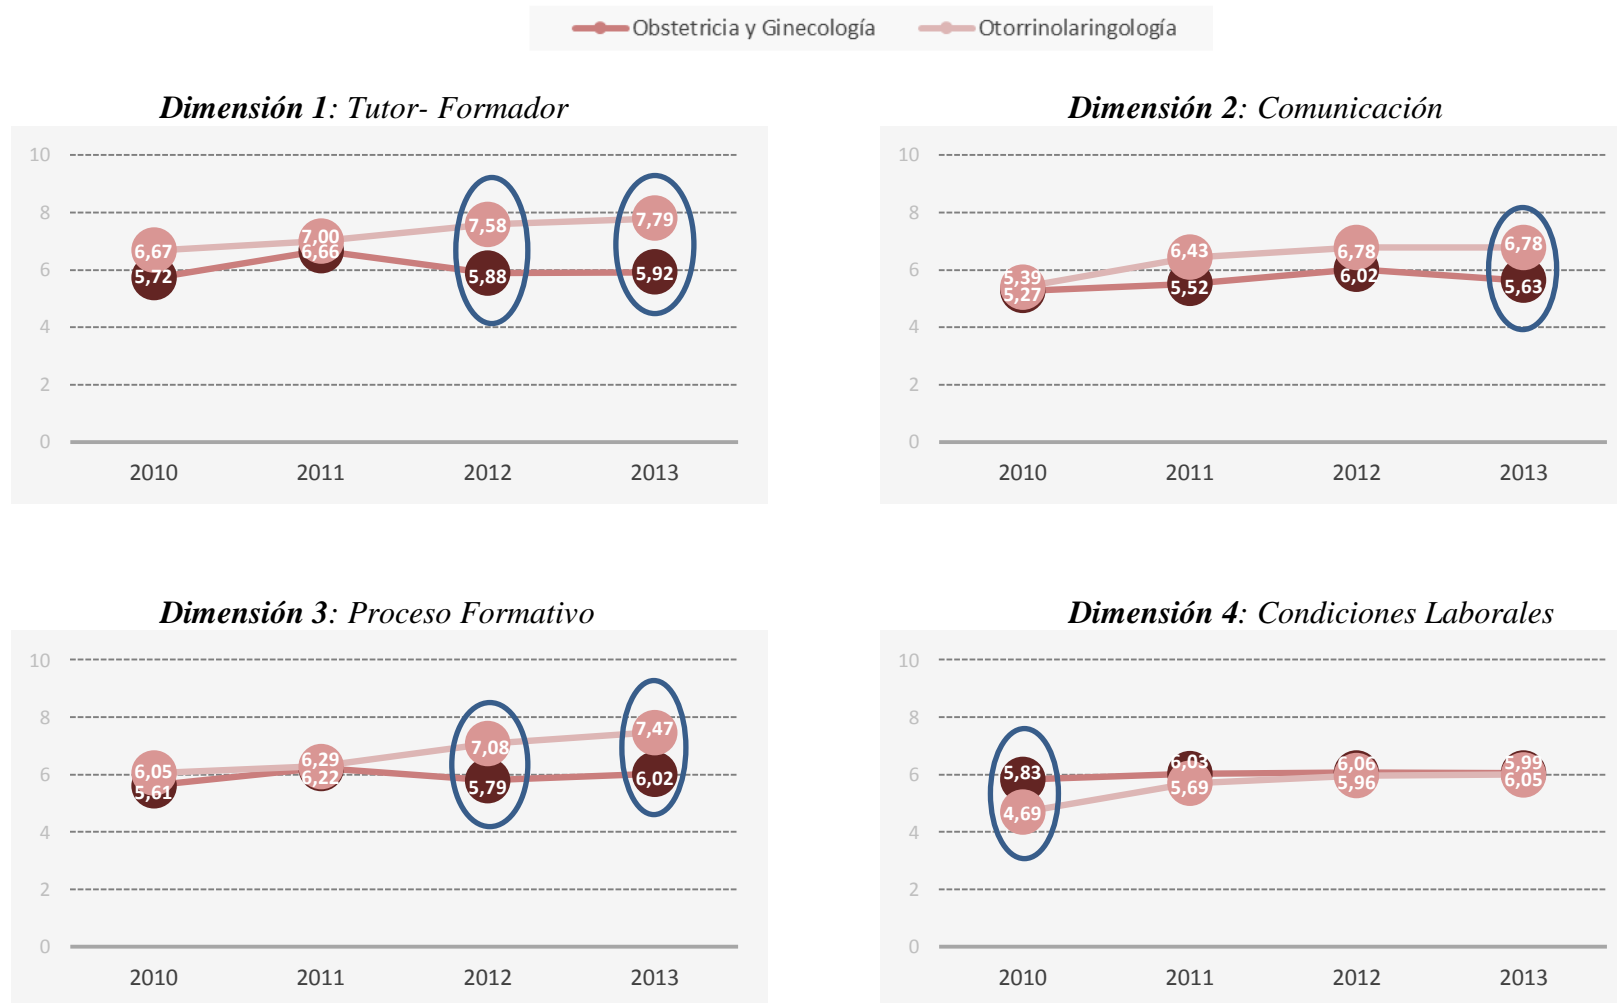 Obstetricia y Ginecología Otorrinolaringología
Dimensión 1: Tutor- Formador
10
8
6
4
2
0
6,67 7,00 7,58 7,79
5,72 6,66 5,88 5,92
2010 2011 2012 2013
Dimensión 2: Comunicación
10
8
6
4
2
0
5,39 6,43 6,78 6,78
5,27 5,52 6,02 5,63
2010 2011 2012 2013
Dimensión 3: Proceso Formativo
10
8
6
4
2
0
6,05 6,29 7,08 7,47
5,61 6,22 5,79 6,02
2010 2011 2012 2013
Dimensión 4: Condiciones Laborales
10
8
6
4
2
0
5,83 6,03 6,06 5,99
4,69 5,69 5,96 6,05
2010 2011 2012 2013